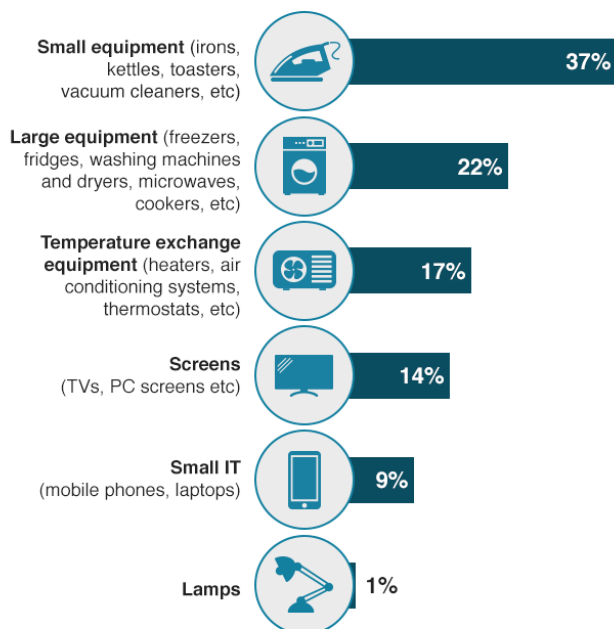 Small equipment (irons,
kettles, toasters,
vacuum cleaners, etc)
37%
Large equipment (freezers,
fridges, washing machines
and dryers, microwaves,
cookers, etc)
22%
Temperature exchange
equipment (heaters, air
conditioning systems,
thermostats, etc)
17%
Screens
(TVs, PC screens etc)
14%
Small IT
(mobile phones, laptops)
9%
Lamps
1%